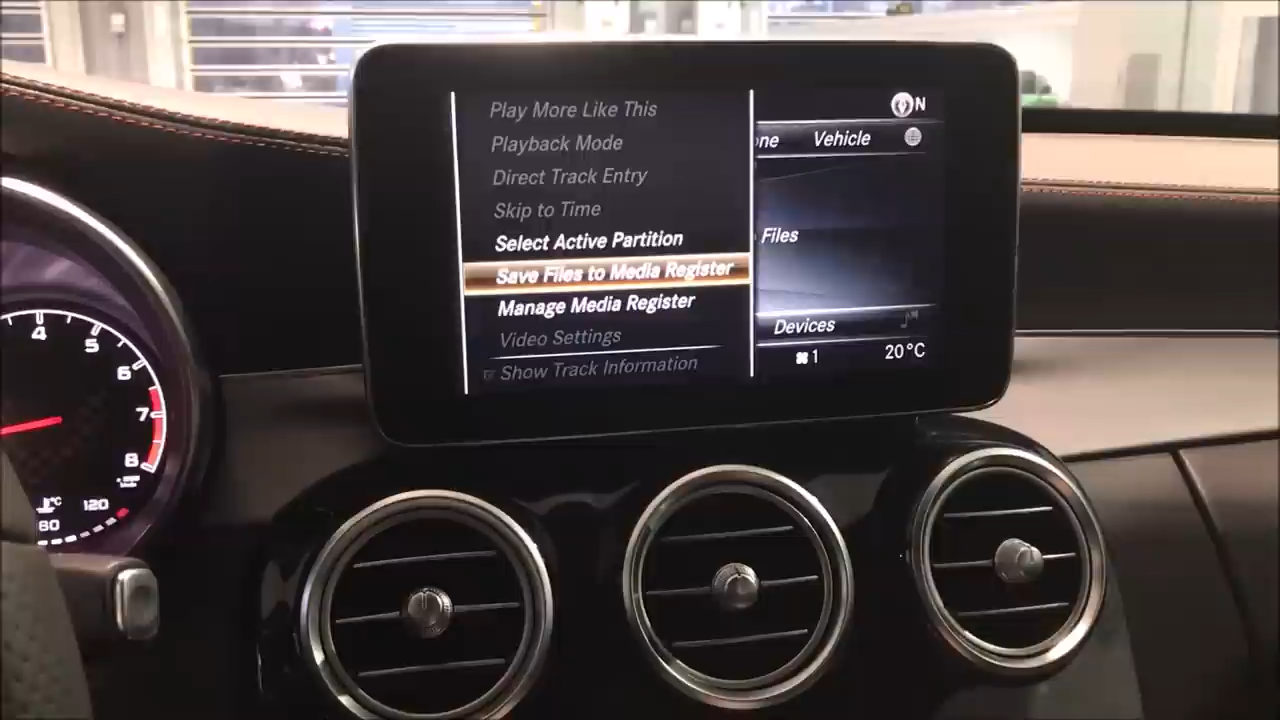 Play More Like This
Playback Mode
Direct Track Entry
Skip to Time
Select Active Partition
Save Files to Media Register
Manage Media Register
Video Settings
Show Track Information
N
one Vehicle
Files
Devices
1 20°C
4
5
6
7
8
°C 120
80